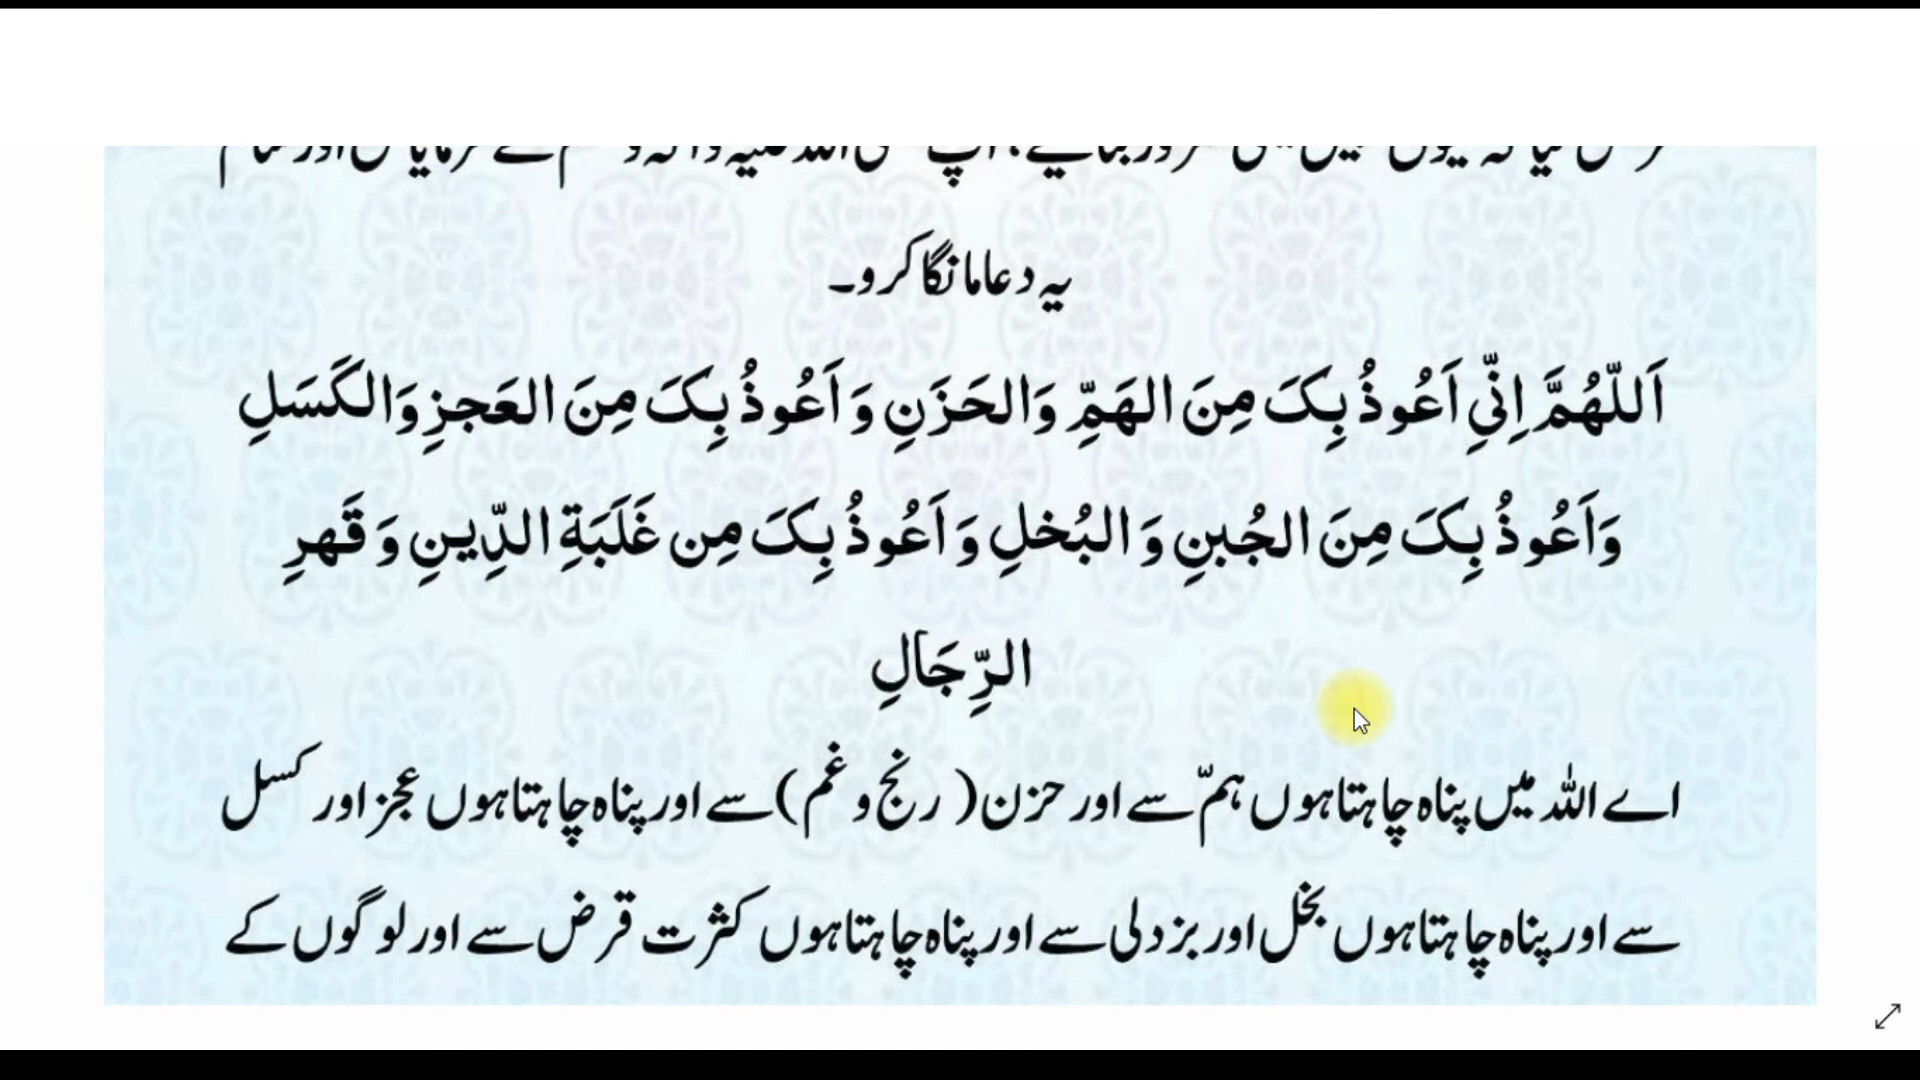 آپ اللہ علیہ
یہ دعا مانگا کرو۔
اَللّٰھُمَّ اِنِّی اَعُوذُ بِکَ مِنَ الھَمِّ وَالحَزَنِ وَ اَعُوذُ بِکَ مِنَ العَجزِ وَالکَسَلِ
وَاَعُوذُ بِکَ مِنَ الجُبنِ وَ البُخلِ وَ اَعُوذُ بِکَ مِن غَلَبَةِ الدِّینِ وَ قَھرِ
الرِّجَالِ
اے اللہ میں پناہ چاہتا ہوں ہمّ سے اور حزن (رنج و غم) سے اور پناہ چاہتا ہوں عجز اور کسل
سے اور پناہ چاہتا ہوں بخل اور بزدلی سے اور پناہ چاہتا ہوں کثرت قرض سے اور لوگوں کے